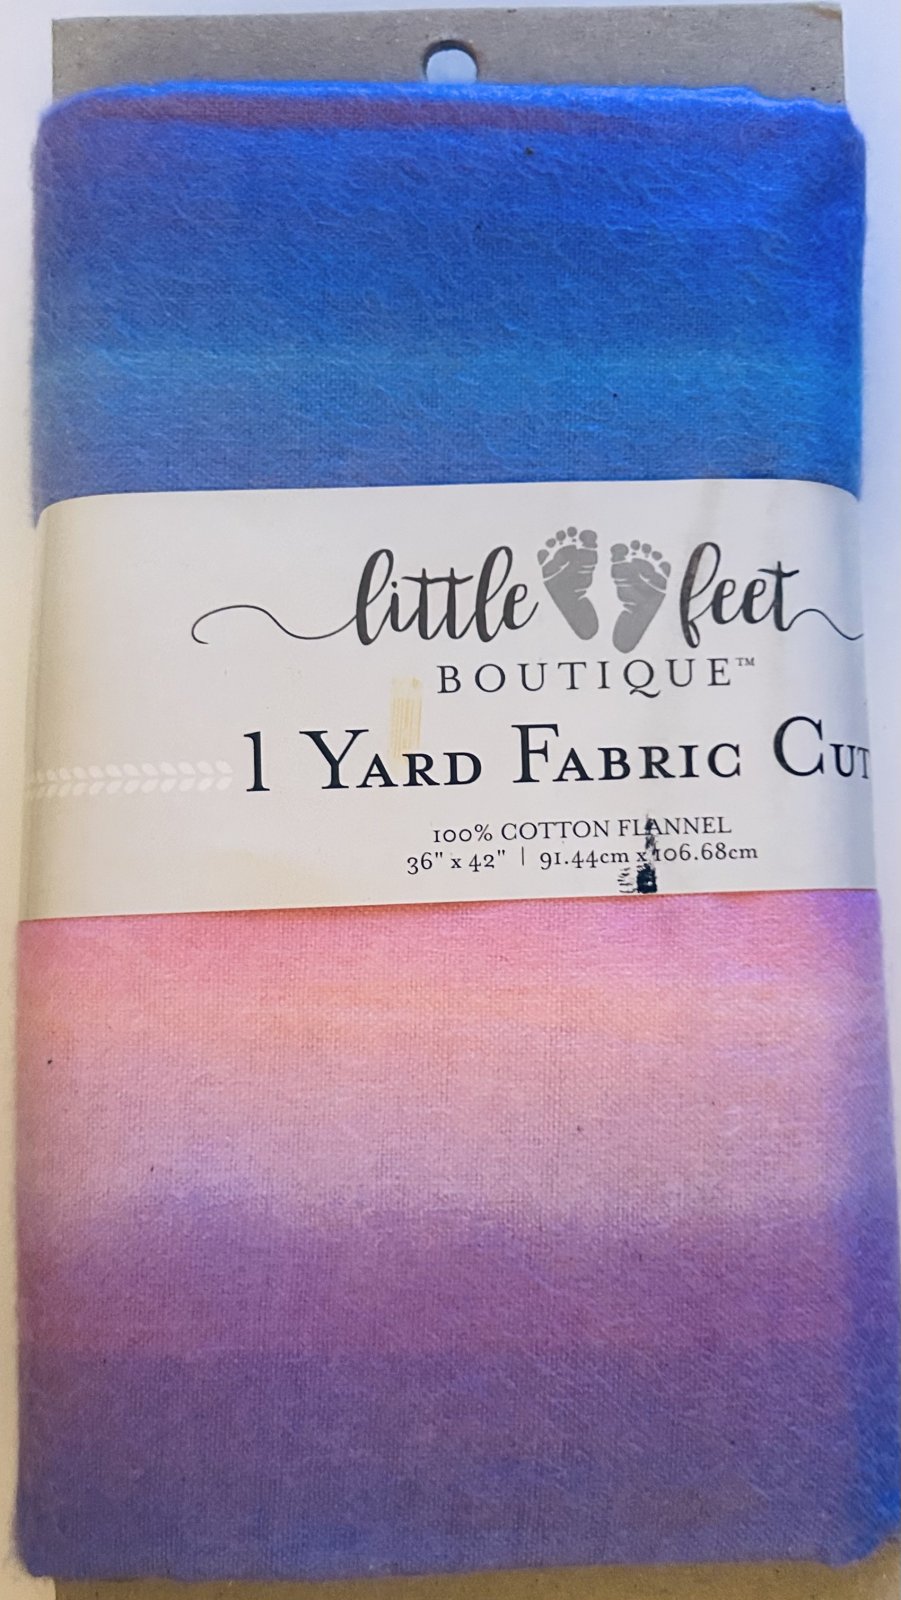 little feet
BOUTIQUE™
1 YARD FABRIC CUT
100% COTTON FLANNEL
36" x 42" | 91.44cm x 106.68cm